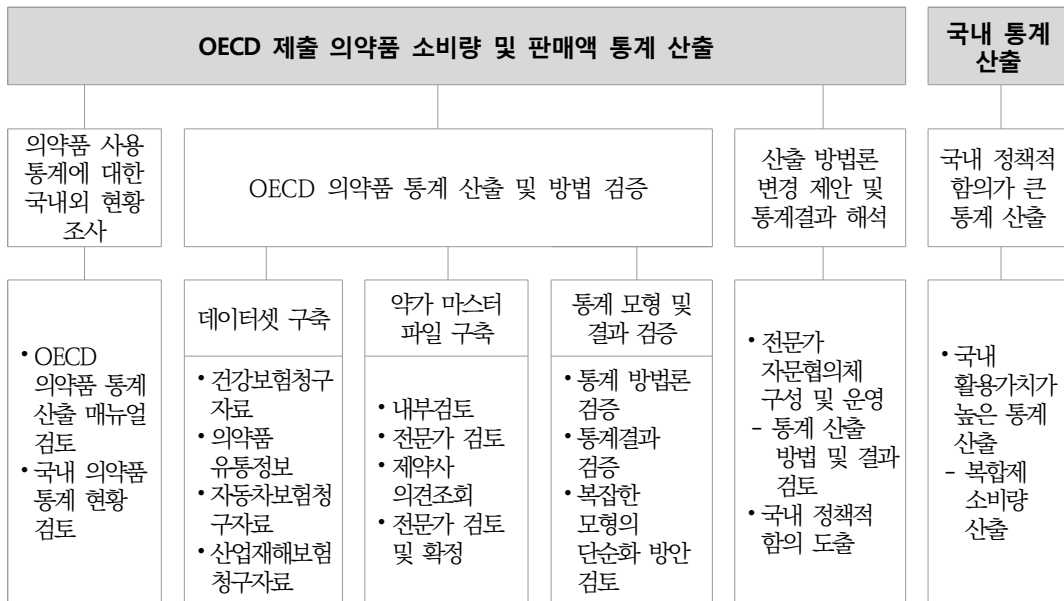 OECD 제출 의약품 소비량 및 판매액 통계 산출
국내 통계
산출
의약품 사용
통계에 대한
국내외 현황
조사
OECD 의약품 통계 산출 및 방법 검증
산출 방법론
변경 제안 및
통계결과 해석
국내 정책적
함의가 큰
통계 산출
• OECD
의약품 통계
산출 매뉴얼
검토
• 국내 의약품
통계 현황
검토
데이터셋 구축
• 건강보험청구
자료
• 의약품
유통정보
• 자동차보험청
구자료
• 산업재해보험
청구자료
약가 마스터
파일 구축
• 내부검토
• 전문가 검토
• 제약사
의견조회
• 전문가 검토
및 확정
통계 모형 및
결과 검증
• 통계 방법론
검증
• 통계결과
검증
• 복잡한
모형의
단순화 방안
검토
• 전문가
자문협의체
구성 및 운영
- 통계 산출
방법 및 결과
검토
• 국내 정책적
함의 도출
• 국내
활용가치가
높은 통계
산출
- 복합제
소비량
산출